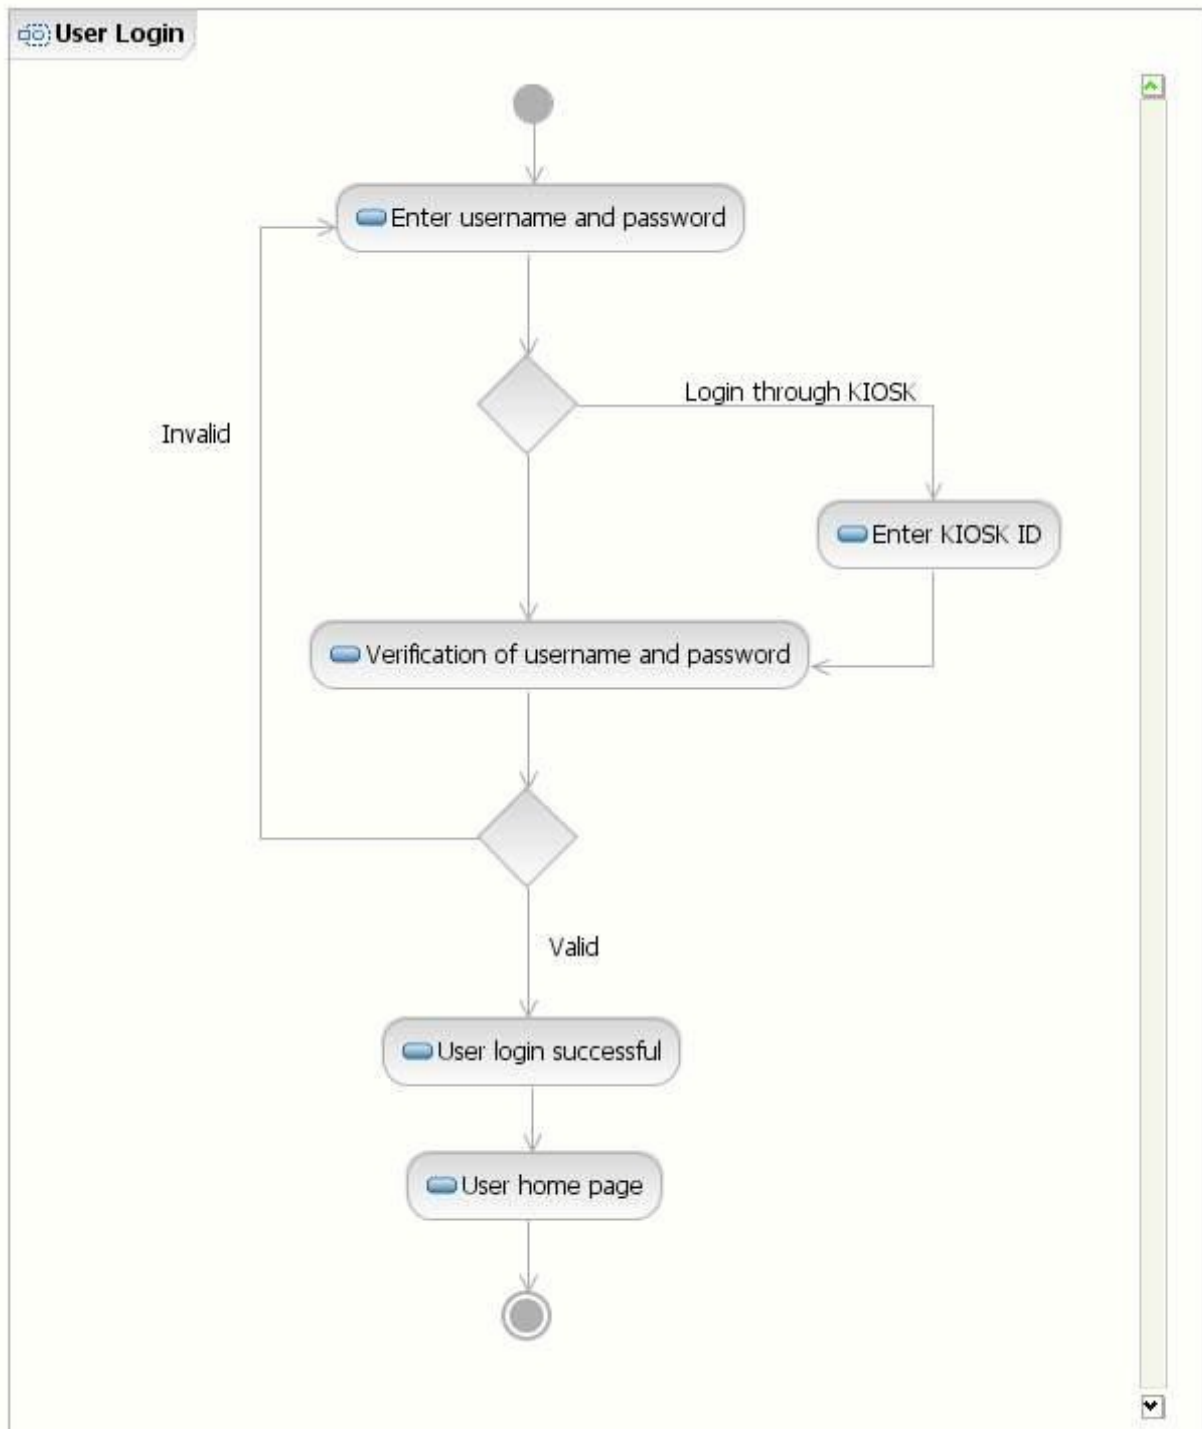 User Login
Enter username and password
Login through KIOSK
Invalid
Enter KIOSK ID
Verification of username and password
Valid
User login successful
User home page